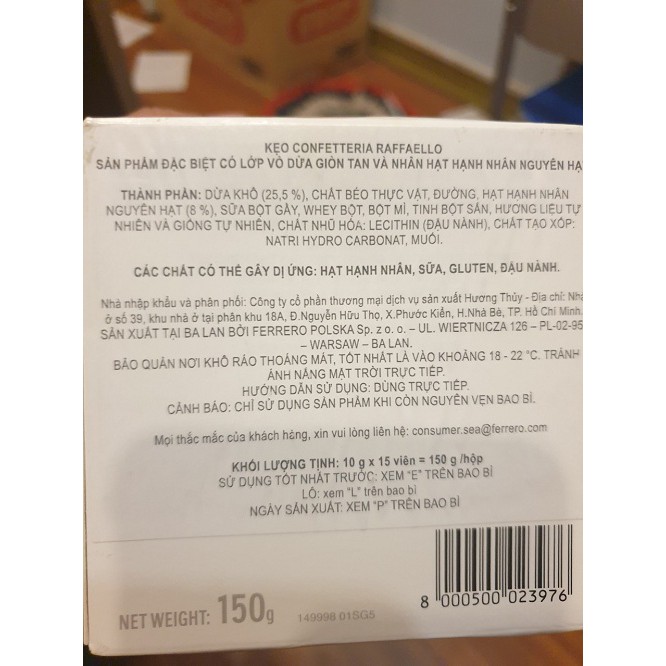 KẸO CONFETTERIA RAFFAELLO
SẢN PHẨM ĐẶC BIỆT CÓ LỚP VỎ DỪA GIÒN TAN VÀ NHÂN HẠT HẠNH NHÂN NGUYÊN HẠ
THÀNH PHẦN: DỪA KHÔ (25,5 %), CHẤT BÉO THỰC VẬT, ĐƯỜNG, HẠT HẠNH NHÂN
NGUYÊN HẠT (8 %), SỮA BỘT GẦY, WHEY BỘT, BỘT MÌ, TINH BỘT SẮN, HƯƠNG LIỆU TỰ
NHIÊN VÀ GIỐNG TỰ NHIÊN, CHẤT NHŨ HÓA: LECITHIN (ĐẬU NÀNH), CHẤT TẠO XỐP:
NATRI HYDRO CARBONAT, MUỐI.
CÁC CHẤT CÓ THỂ GÂY DỊ ỨNG: HẠT HẠNH NHÂN, SỮA, GLUTEN, ĐẬU NÀNH.
Nhà nhập khẩu và phân phối: Công ty cổ phần thương mại dịch vụ sản xuất Hương Thủy - Địa chỉ: Nhà
ở số 39, khu nhà ở tại phân khu 18A, Đ.Nguyễn Hữu Thọ, X.Phước Kiển, H.Nhà Bè, TP. Hồ Chí Minh.
SẢN XUẤT TẠI BA LAN BỞI FERRERO POLSKA Sp. z o. o. – UL. WIERTNICZA 126 – PL-02-95
– WARSAW – BA LAN.
BẢO QUẢN NƠI KHÔ RÁO THOÁNG MÁT, TỐT NHẤT LÀ VÀO KHOẢNG 18 - 22 °C. TRÁNH
ÁNH NẮNG MẶT TRỜI TRỰC TIẾP.
HƯỚNG DẪN SỬ DỤNG: DÙNG TRỰC TIẾP.
CẢNH BÁO: CHỈ SỬ DỤNG SẢN PHẨM KHI CÒN NGUYÊN VẸN BAO BÌ.
Mọi thắc mắc của khách hàng, xin vui lòng liên hệ: consumer.sea@ferrero.com
KHỐI LƯỢNG TỊNH: 10 g x 15 viên = 150 g /hộp
SỬ DỤNG TỐT NHẤT TRƯỚC: XEM "E" TRÊN BAO BÌ
LÔ: xem "L" trên bao bì
NGÀY SẢN XUẤT: XEM "P" TRÊN BAO BÌ
NET WEIGHT: 150g
149998 01SG5
8 000500 023976